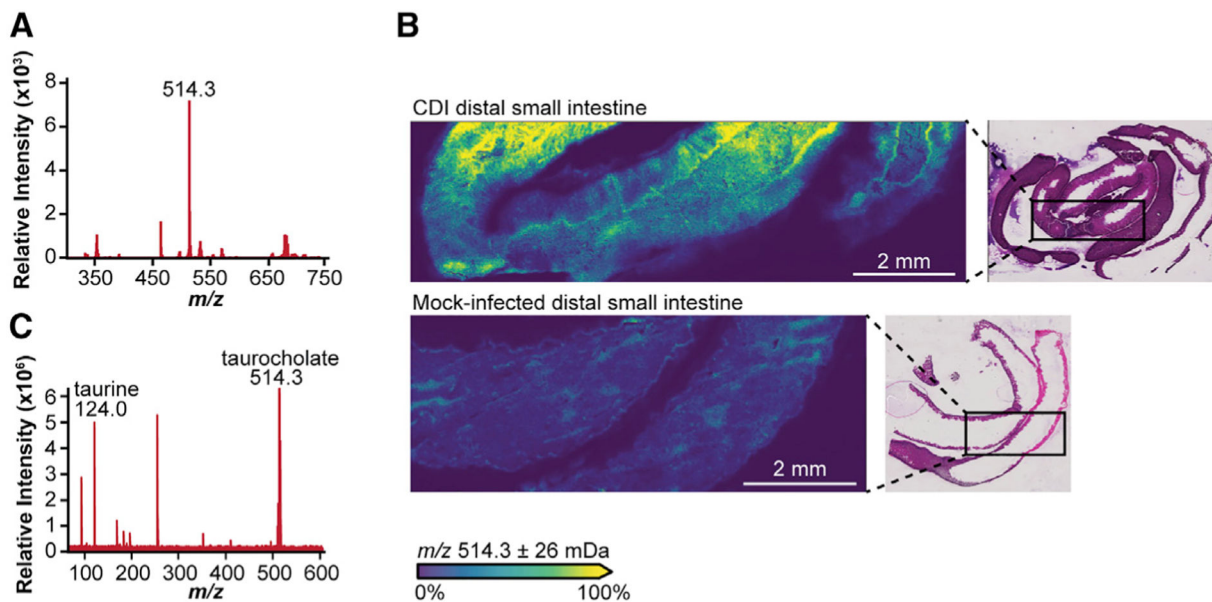 A
Relative Intensity (x10³)
8
6
4
2
0
514.3
350
450
550
650
750
m/z
B
CDI distal small intestine
2 mm
Mock-infected distal small intestine
2 mm
m/z 514.3 ± 26 mDa
0%
100%
C
Relative Intensity (x10⁶)
6
5
4
3
2
1
0
taurine
124.0
taurocholate
514.3
100
200
300
400
500
600
m/z